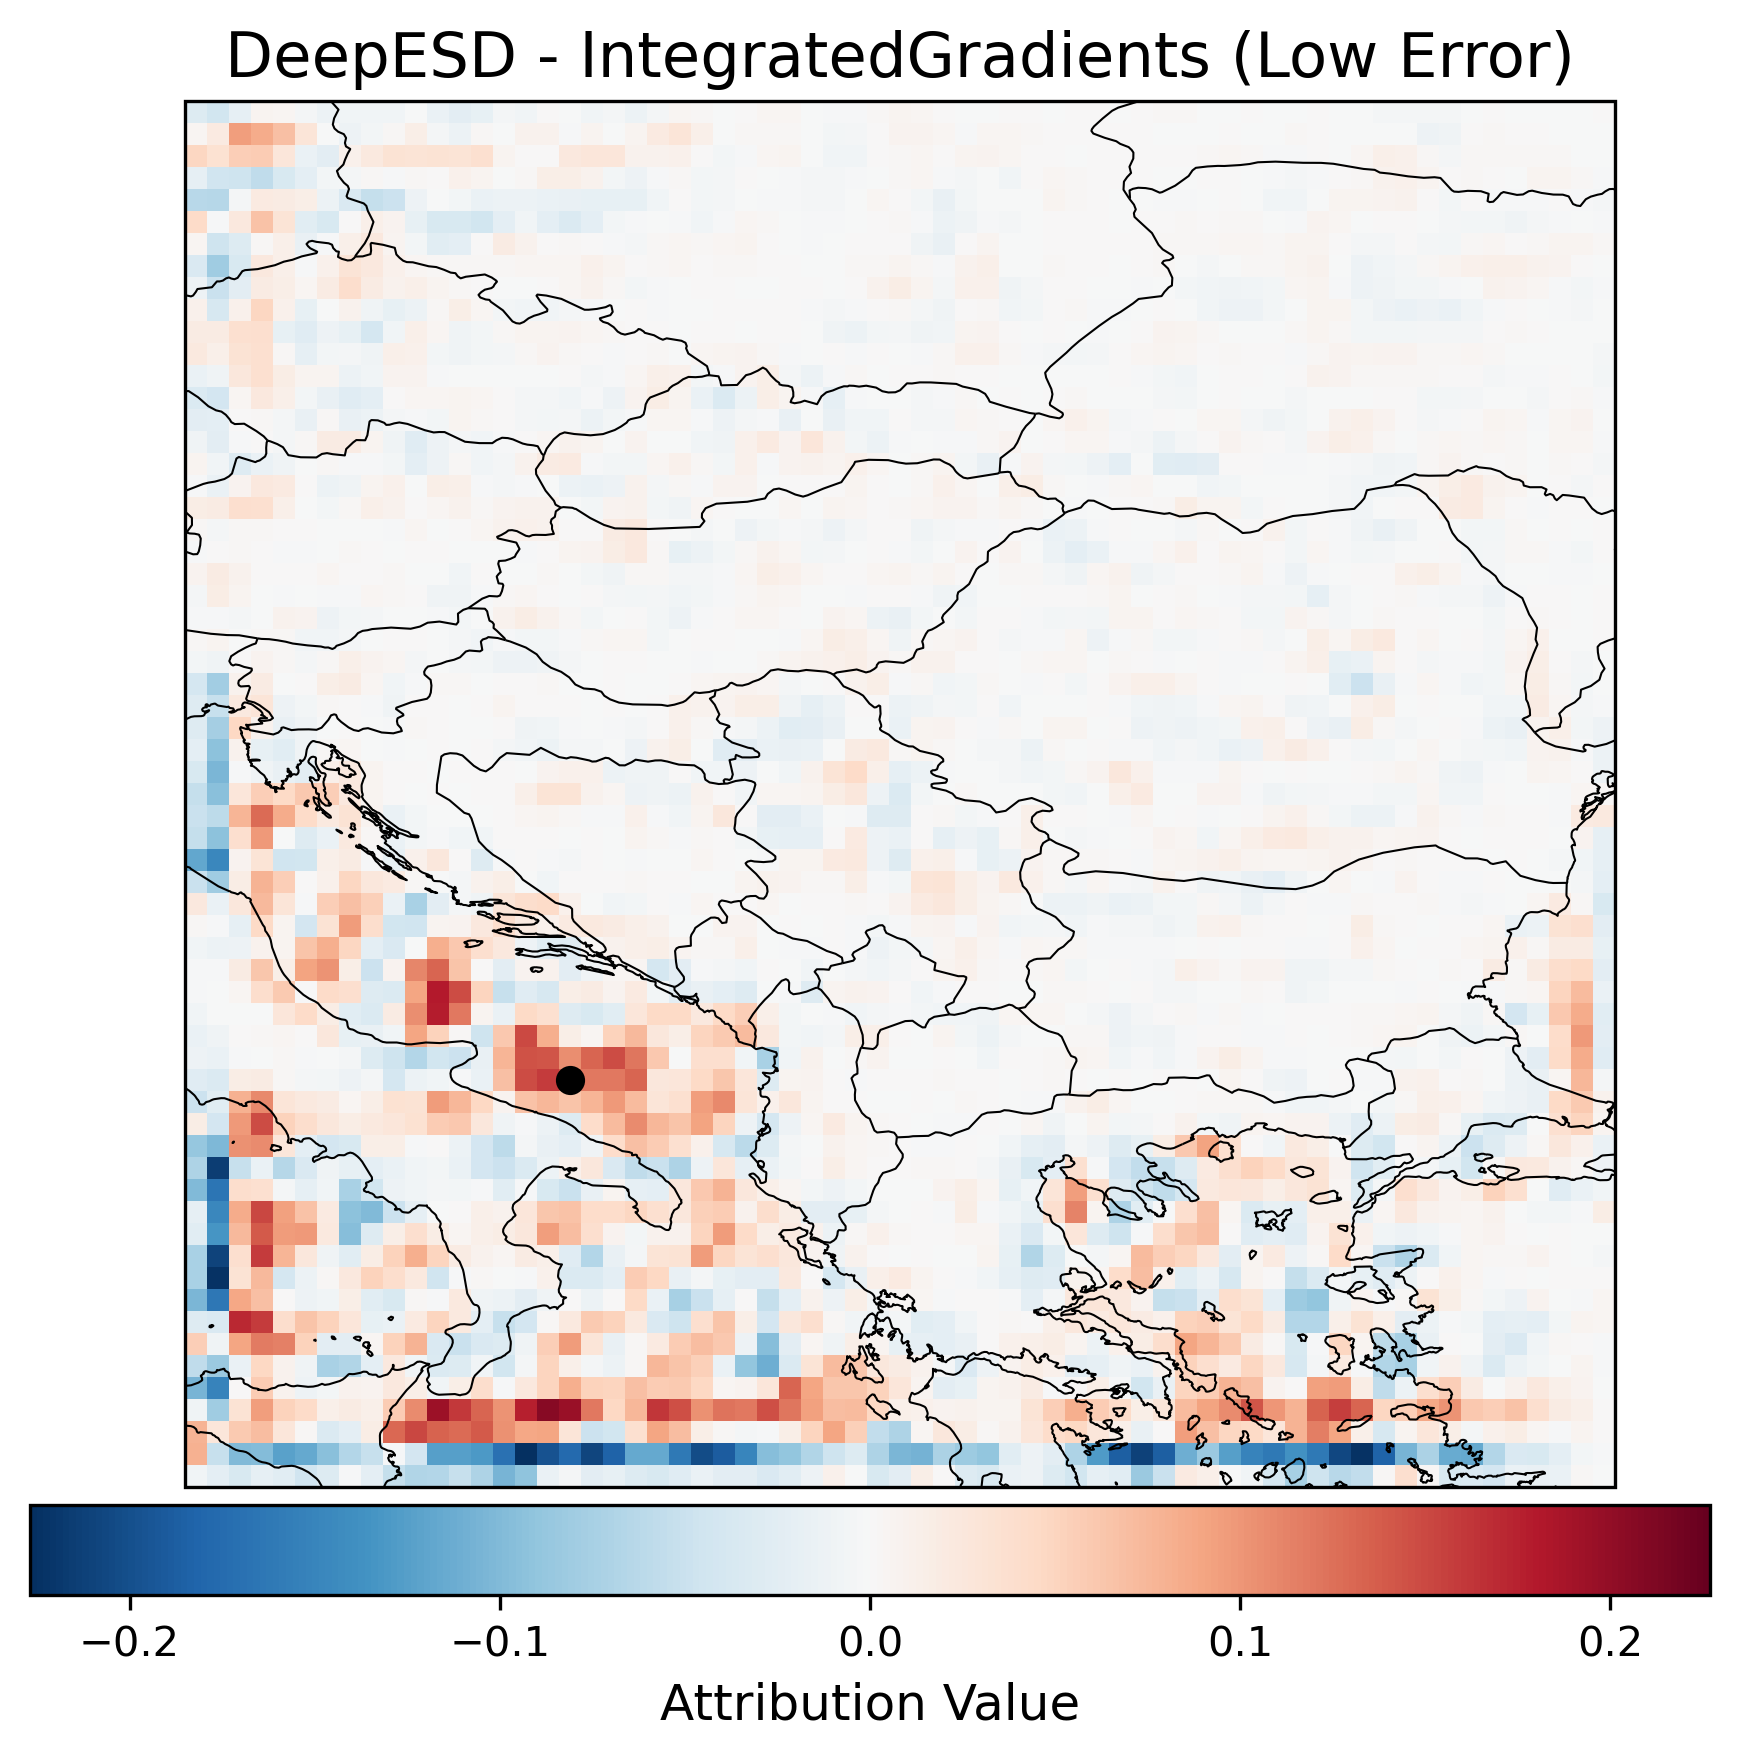 DeepESD - IntegratedGradients (Low Error)
−0.2 −0.1 0.0 0.1 0.2
Attribution Value